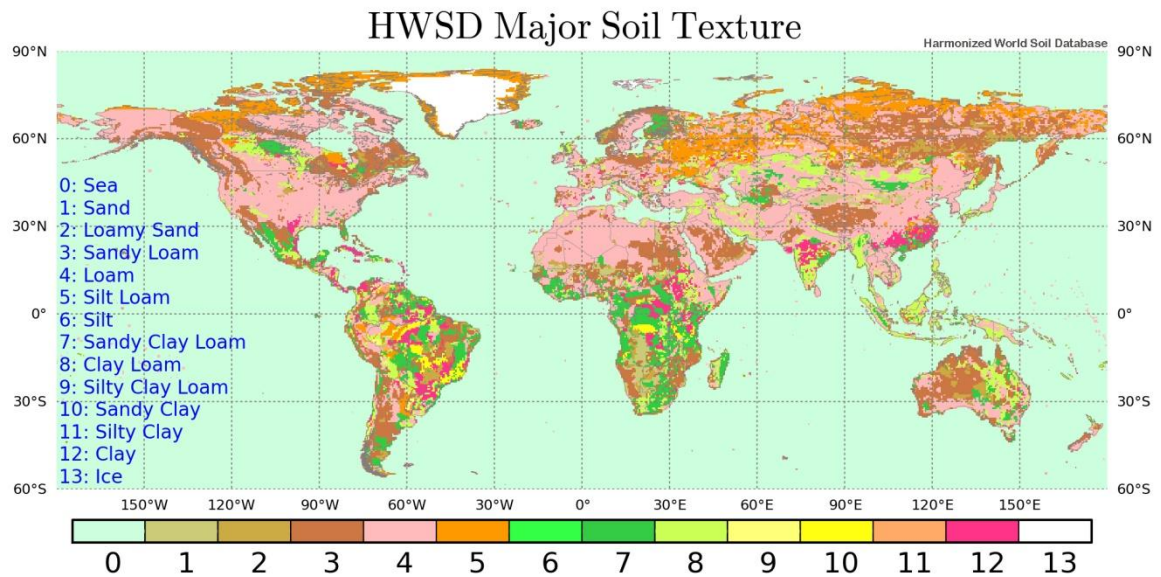 HWSD Major Soil Texture
Harmonized World Soil Database
90°N 90°N
60°N 60°N
0: Sea
1: Sand
30°N 30°N
2: Loamy Sand
3: Sandy Loam
4: Loam
5: Silt Loam
0° 0°
6: Silt
7: Sandy Clay Loam
8: Clay Loam
9: Silty Clay Loam
30°S 30°S
10: Sandy Clay
11: Silty Clay
12: Clay
13: Ice
60°S 60°S
150°W 120°W 90°W 60°W 30°W 0° 30°E 60°E 90°E 120°E 150°E
0 1 2 3 4 5 6 7 8 9 10 11 12 13